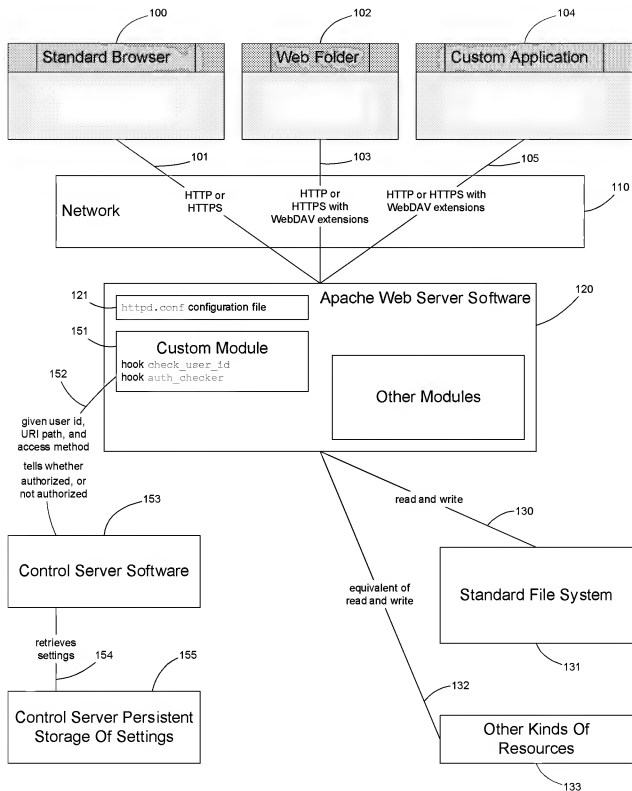 100
102
104
Standard Browser
Web Folder
Custom Application
101
103
105
110
Network
HTTP or
HTTPS
HTTP or
HTTPS with
WebDAV extensions
HTTP or HTTPS with
WebDAV extensions
121
httpd.conf configuration file
Apache Web Server Software
120
151
Custom Module
hook check_user_id
hook auth_checker
152
Other Modules
given user id,
URI path, and
access method
tells whether
authorized, or
not authorized
153
read and write
130
Control Server Software
equivalent of
read and write
Standard File System
131
retrieves
settings
154
155
132
Control Server Persistent
Storage Of Settings
Other Kinds Of
Resources
133